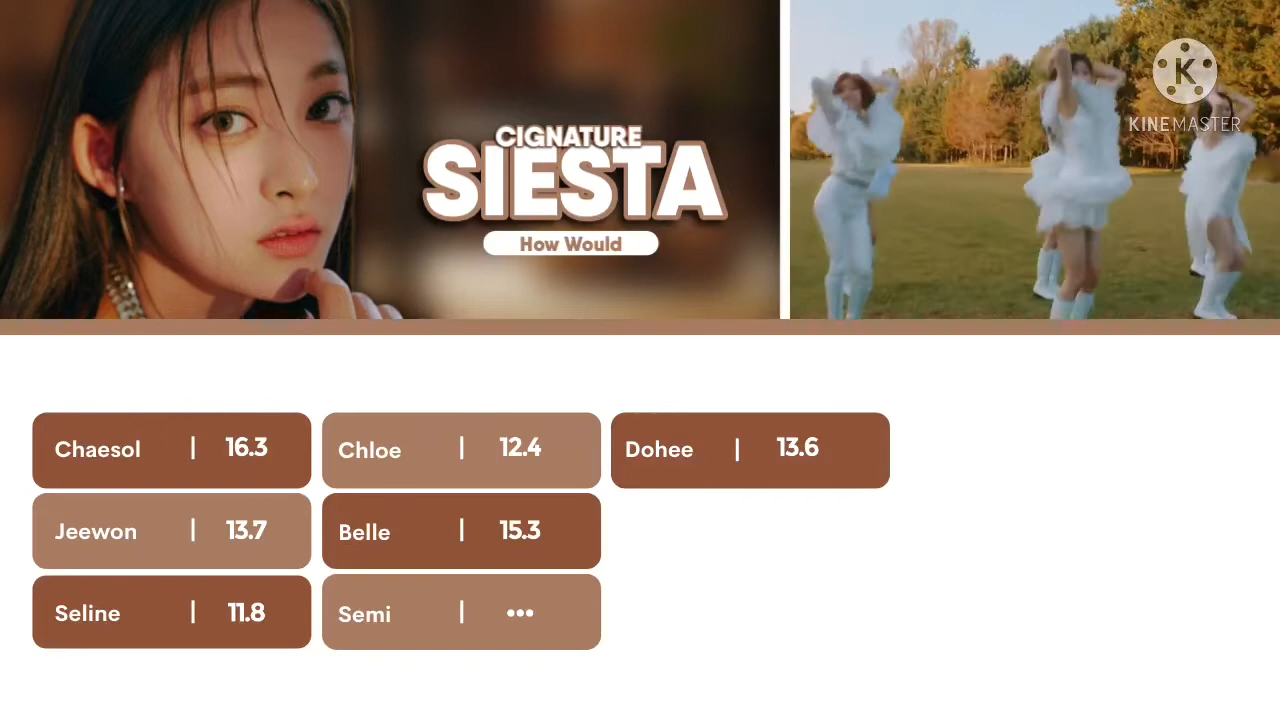 CIGNATURE
SIESTA
How Would
K
KINEMASTER
Chaesol | 16.3
Chloe | 12.4
Dohee | 13.6
Jeewon | 13.7
Belle | 15.3
Seline | 11.8
Semi | •••